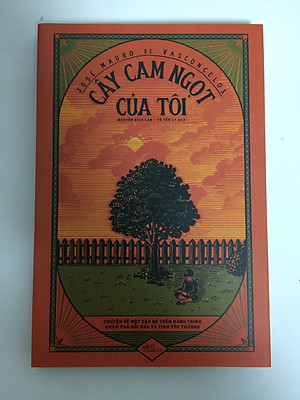 JOSÉ MAURO DE VASCONCELOS
CÂY CAM NGỌT
CỦA TÔI
NGUYỄN BÍCH LAN - TÔ YẾN LY dịch
CHUYỆN VỀ MỘT CẬU BÉ TRÊN HÀNH TRÌNH
KHÁM PHÁ NỖI ĐAU VÀ TÌNH YÊU THƯƠNG